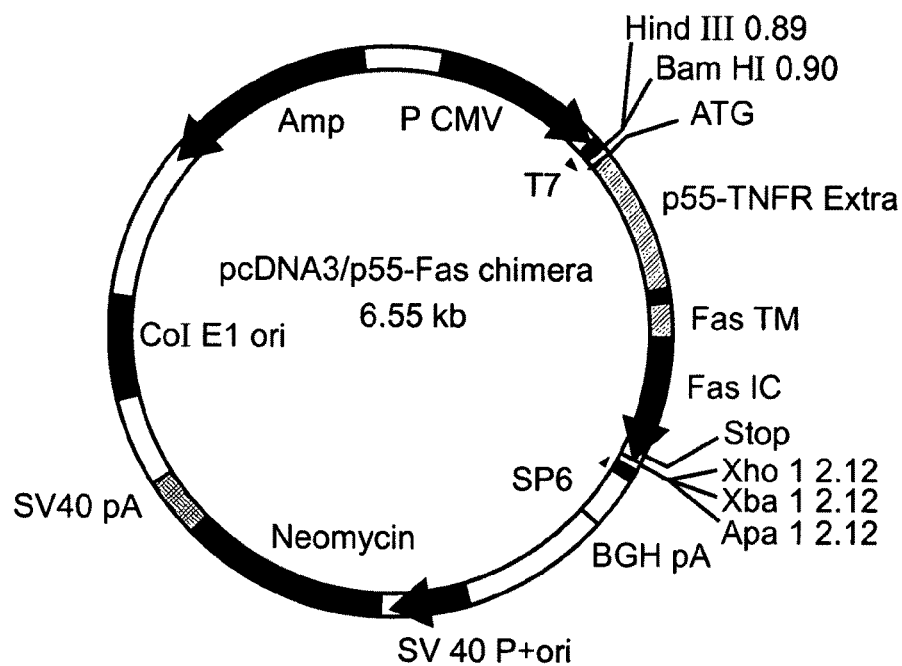 Hind III 0.89
Bam HI 0.90
ATG
Amp
P CMV
T7
p55-TNFR Extra
pcDNA3/p55-Fas chimera
6.55 kb
Fas TM
CoI E1 ori
Fas IC
Stop
Xho 1 2.12
Xba 1 2.12
Apa 1 2.12
SP6
SV40 pA
Neomycin
BGH pA
SV 40 P+ori